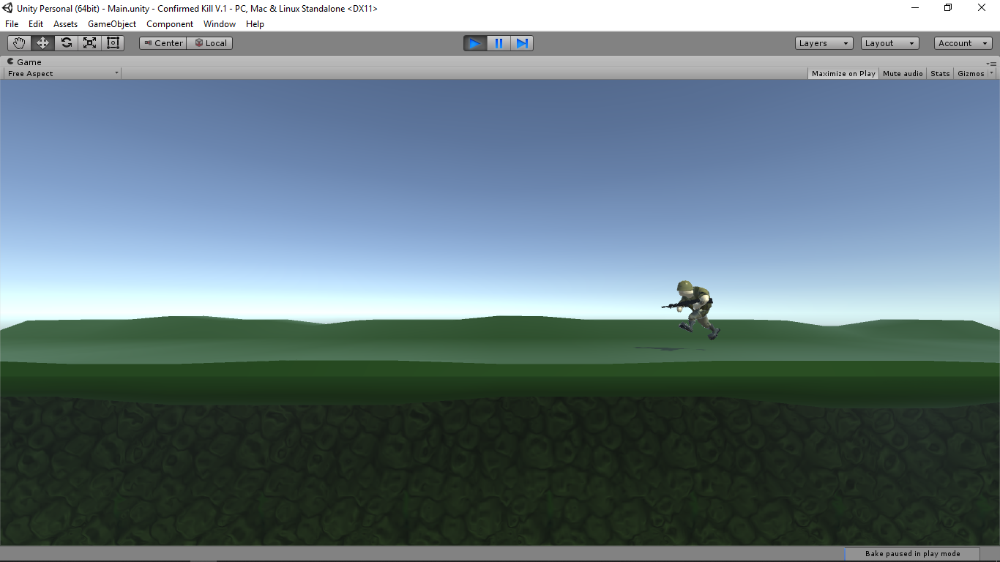 Unity Personal (64bit) - Main.unity - Confirmed Kill V.1 - PC, Mac & Linux Standalone <DX11>
File Edit Assets GameObject Component Window Help
Center Local Layers Layout Account
Game
Free Aspect Maximize on Play Mute audio Stats Gizmos
Bake paused in play mode